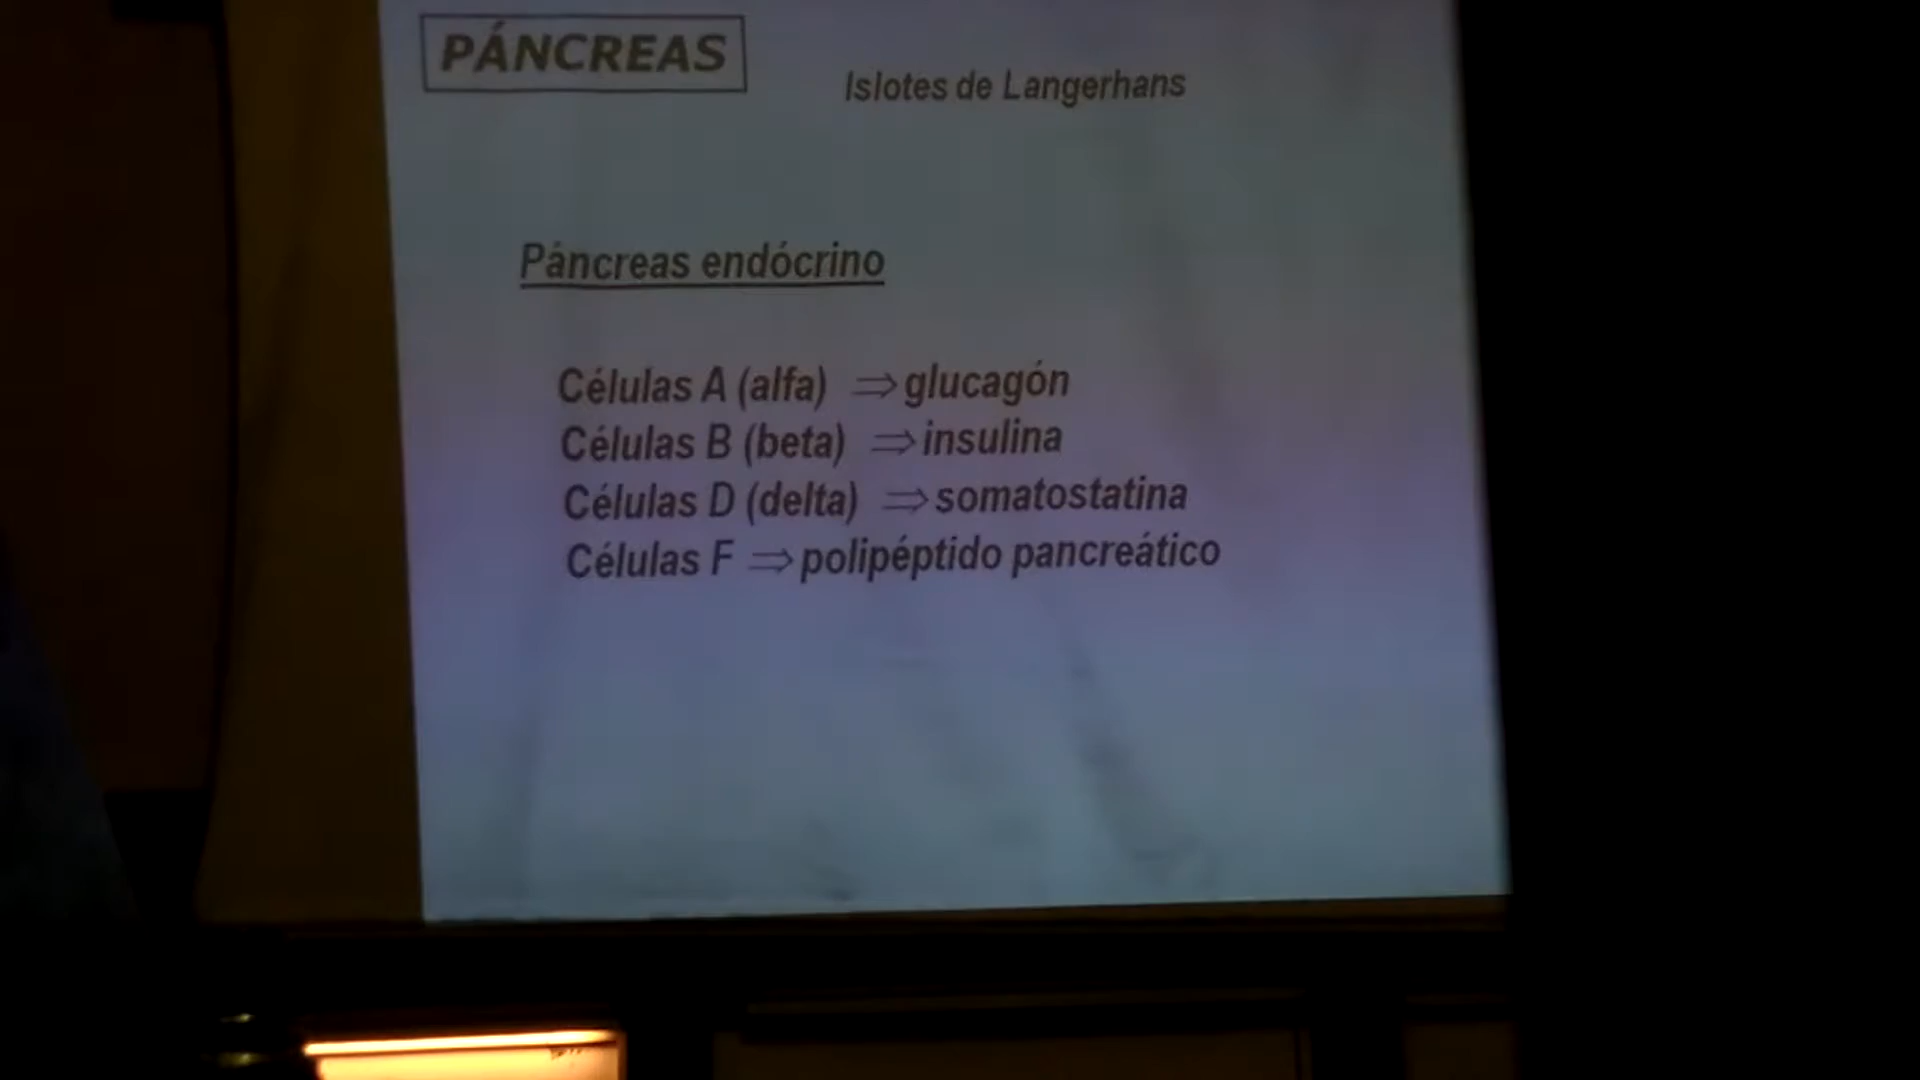 PÁNCREAS
Islotes de Langerhans
Páncreas endócrino
Células A (alfa) ⇒ glucagón
Células B (beta) ⇒ insulina
Células D (delta) ⇒ somatostatina
Células F ⇒ polipéptido pancreático